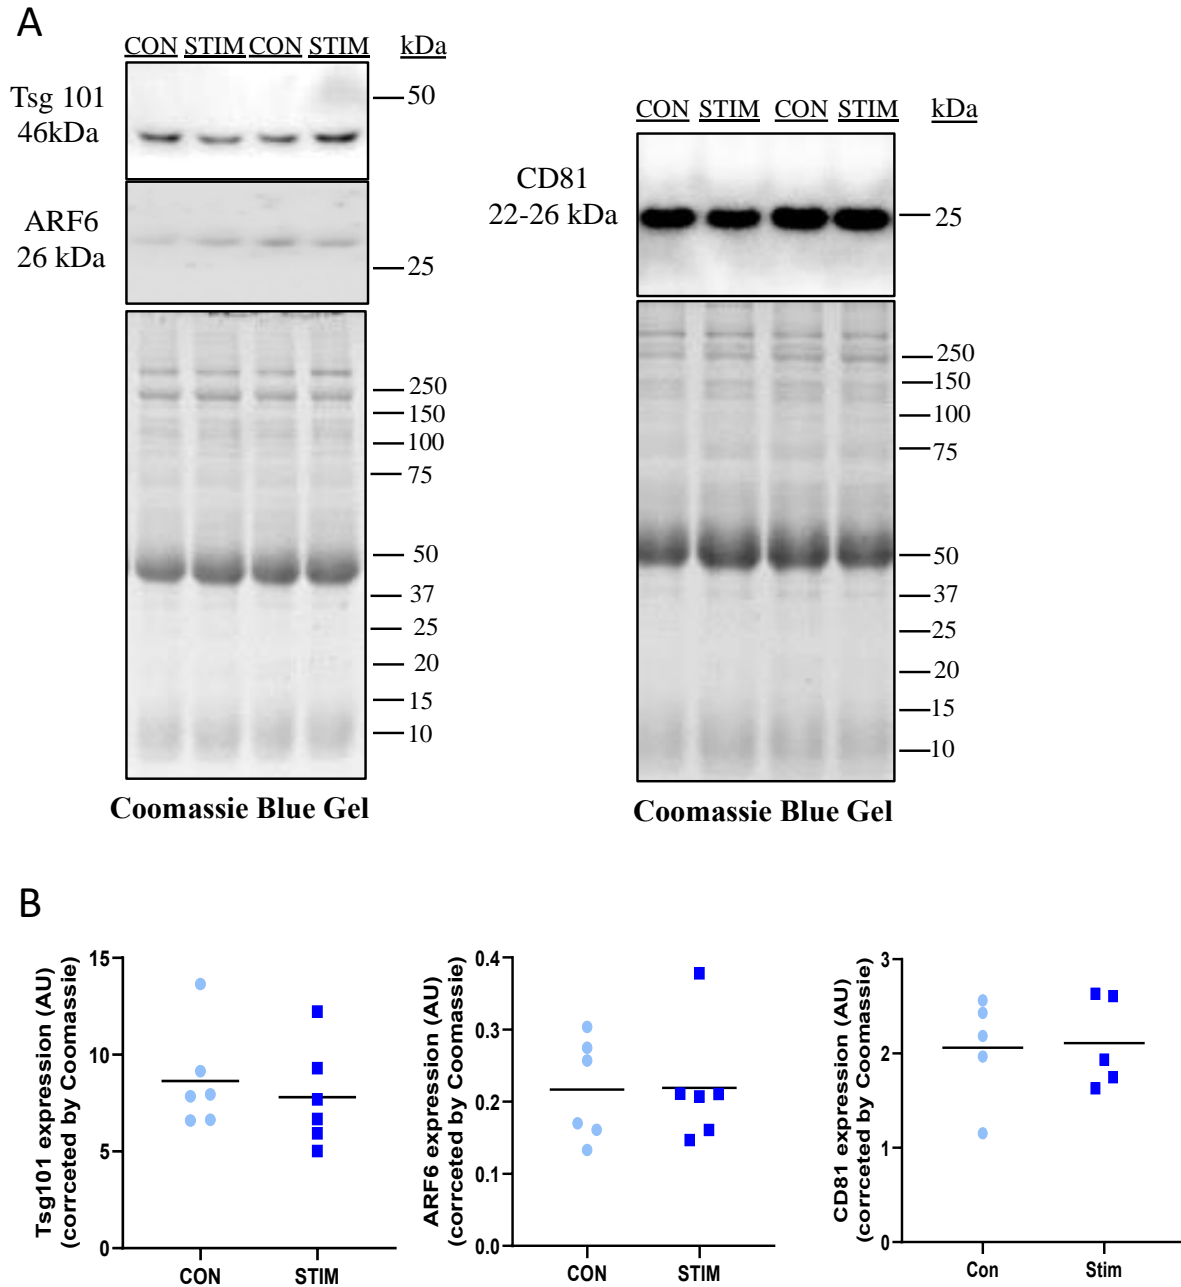 A
CON STIM CON STIM kDa
Tsg 101
46kDa
50
ARF6
26 kDa
25
250
150
100
75
50
37
25
20
15
10
Coomassie Blue Gel
CON STIM CON STIM kDa
CD81
22-26 kDa
25
250
150
100
75
50
37
25
20
15
10
Coomassie Blue Gel
B
Tsg101 expression (AU)
(corrceted by Coomassie)
15
10
5
0
CON STIM
ARF6 expression (AU)
(corrceted by Coomassie)
0.4
0.3
0.2
0.1
0.0
CON STIM
CD81 expression (AU)
(corrceted by Coomassie)
3
2
1
0
Con Stim